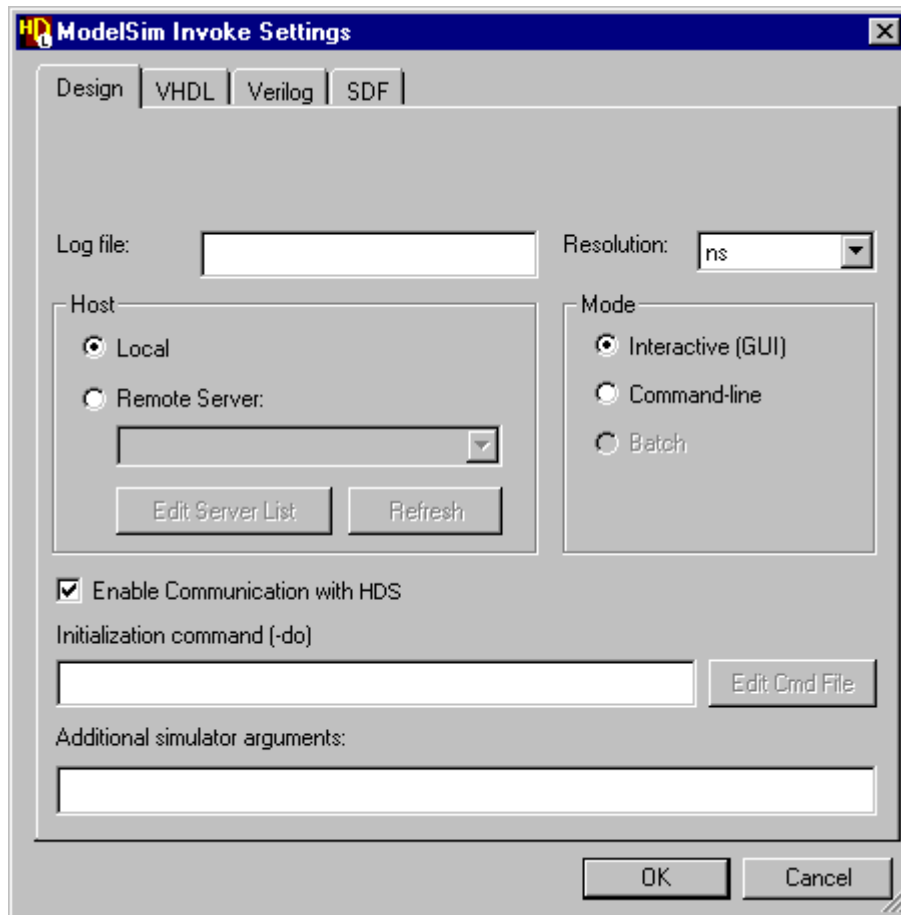 HDL ModelSim Invoke Settings
Design VHDL Verilog SDF
Log file: Resolution: ns
Host Mode
Local Interactive (GUI)
Remote Server: Command-line
Batch
Edit Server List Refresh
Enable Communication with HDS
Initialization command (-do)
Edit Cmd File
Additional simulator arguments:
OK Cancel